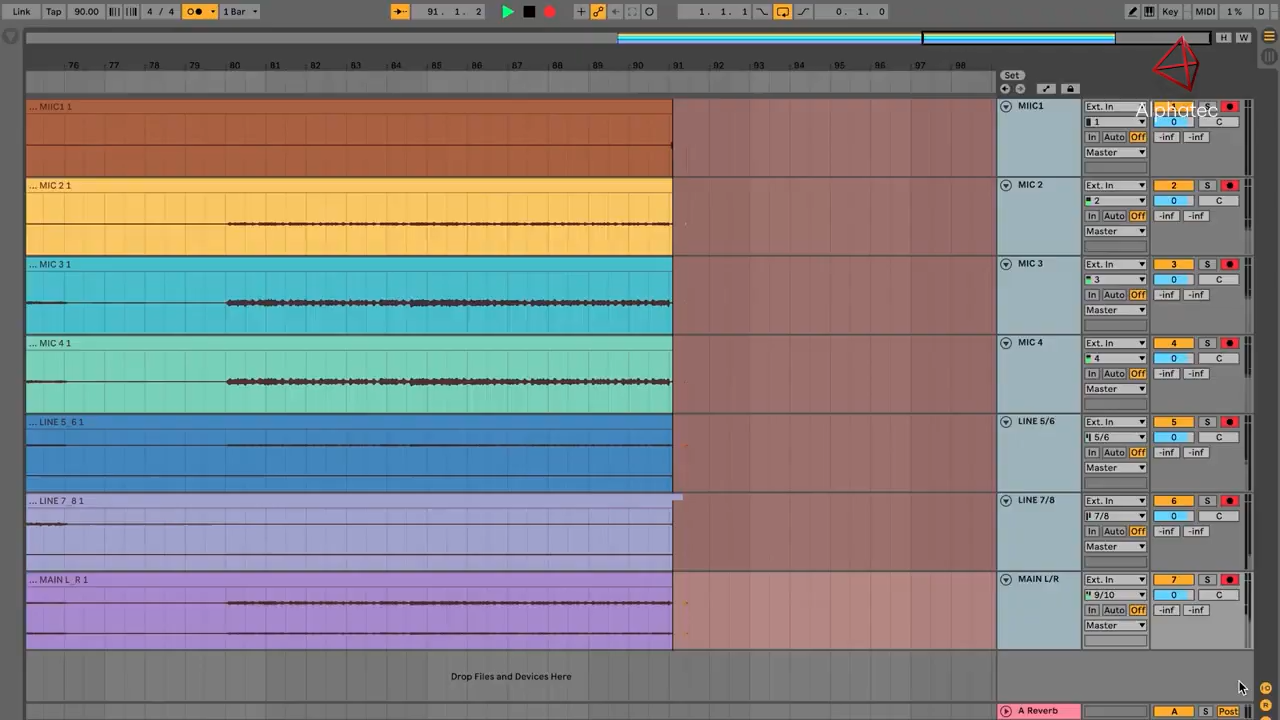 Link Tap 90.00 4 / 4 1 Bar 91. 1. 2 1. 1. 1 0. 1. 0 Key MIDI 1% D
H W
76 77 78 79 80 81 82 83 84 85 86 87 88 89 90 91 92 93 94 95 96 97 98
Set
Alphatec
... MIIC1 1 MIIC1 Ext. In 1 S
1 0 C
In Auto Off -inf -inf
Master
... MIC 2 1 MIC 2 Ext. In 2 S
2 0 C
In Auto Off -inf -inf
Master
... MIC 3 1 MIC 3 Ext. In 3 S
3 0 C
In Auto Off -inf -inf
Master
... MIC 4 1 MIC 4 Ext. In 4 S
4 0 C
In Auto Off -inf -inf
Master
... LINE 5_6 1 LINE 5/6 Ext. In 5 S
5/6 0 C
In Auto Off -inf -inf
Master
... LINE 7_8 1 LINE 7/8 Ext. In 6 S
7/8 0 C
In Auto Off -inf -inf
Master
... MAIN L_R 1 MAIN L/R Ext. In 7 S
9/10 0 C
In Auto Off -inf -inf
Master
Drop Files and Devices Here
A Reverb A S Post
IO
R